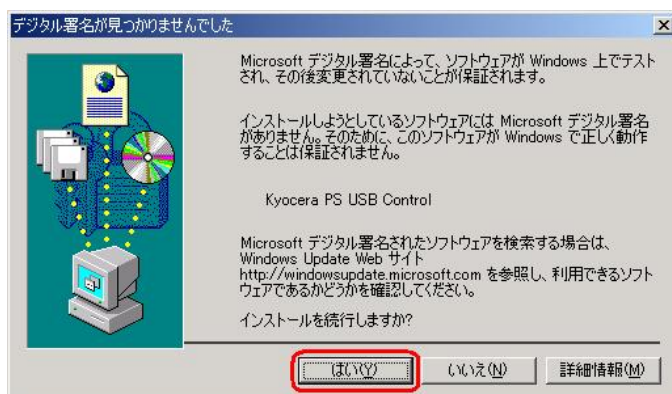 デジタル署名が見つかりませんでした
Microsoft デジタル署名によって、ソフトウェアが Windows 上でテスト
され、その後変更されていないことが保証されます。
インストールしようとしているソフトウェアには Microsoft デジタル署名
がありません。そのために、このソフトウェアが Windows で正しく動作
することは保証されません。
Kyocera PS USB Control
Microsoft デジタル署名されたソフトウェアを検索する場合は、
Windows Update Web サイト
http://windowsupdate.microsoft.com を参照し、利用できるソフト
ウェアであるかどうかを確認してください。
インストールを続行しますか?
はい(Y) いいえ(N) 詳細情報(M)